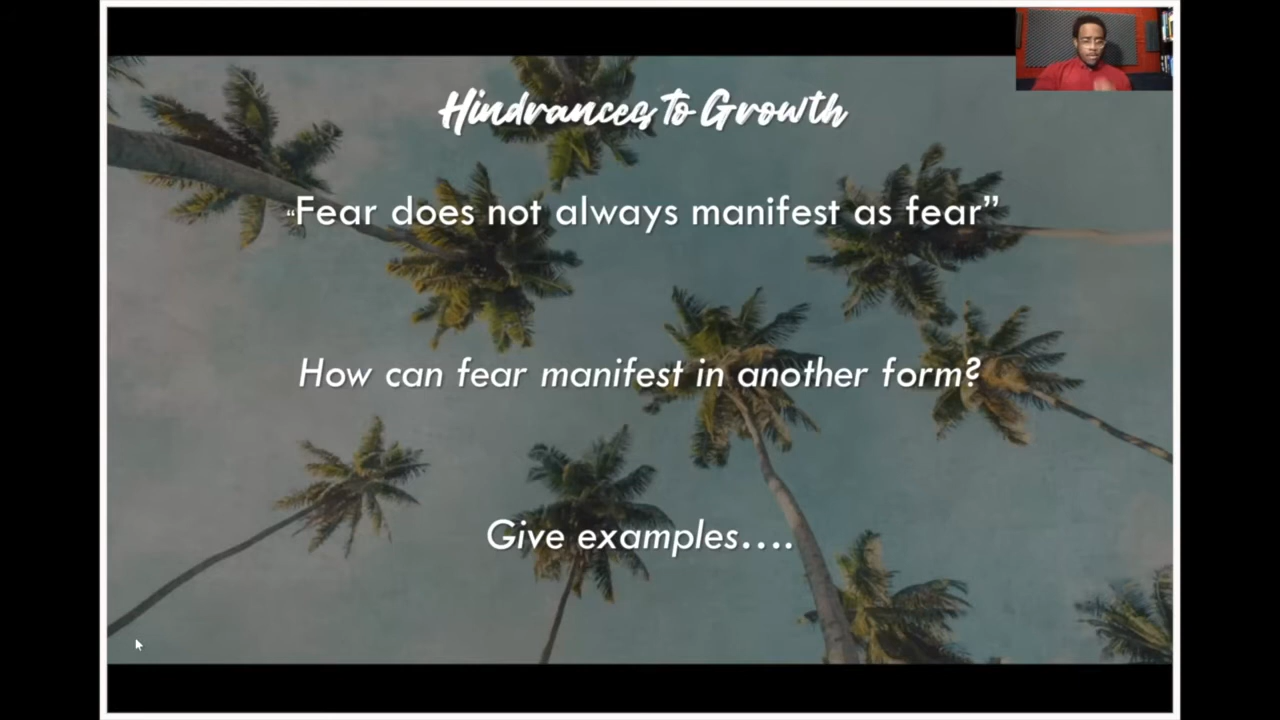 Hindrances to Growth
“Fear does not always manifest as fear”
How can fear manifest in another form?
Give examples….